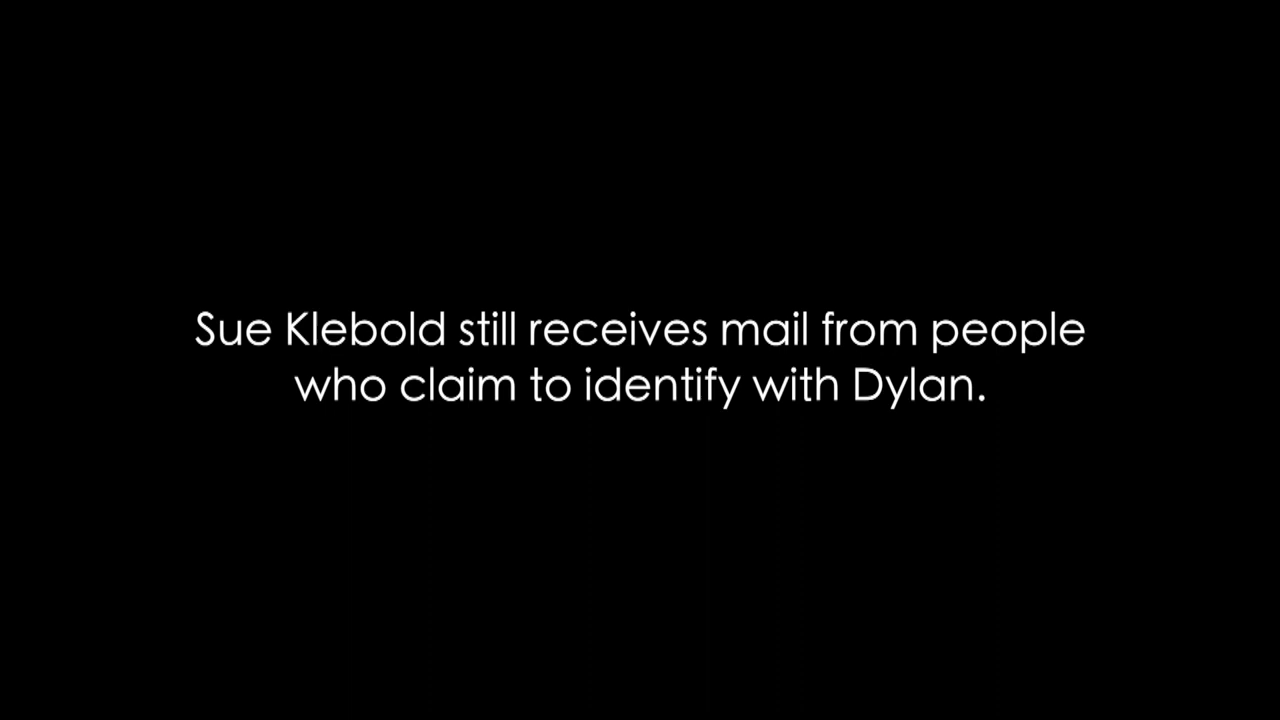 Sue Klebold still receives mail from people
who claim to identify with Dylan.